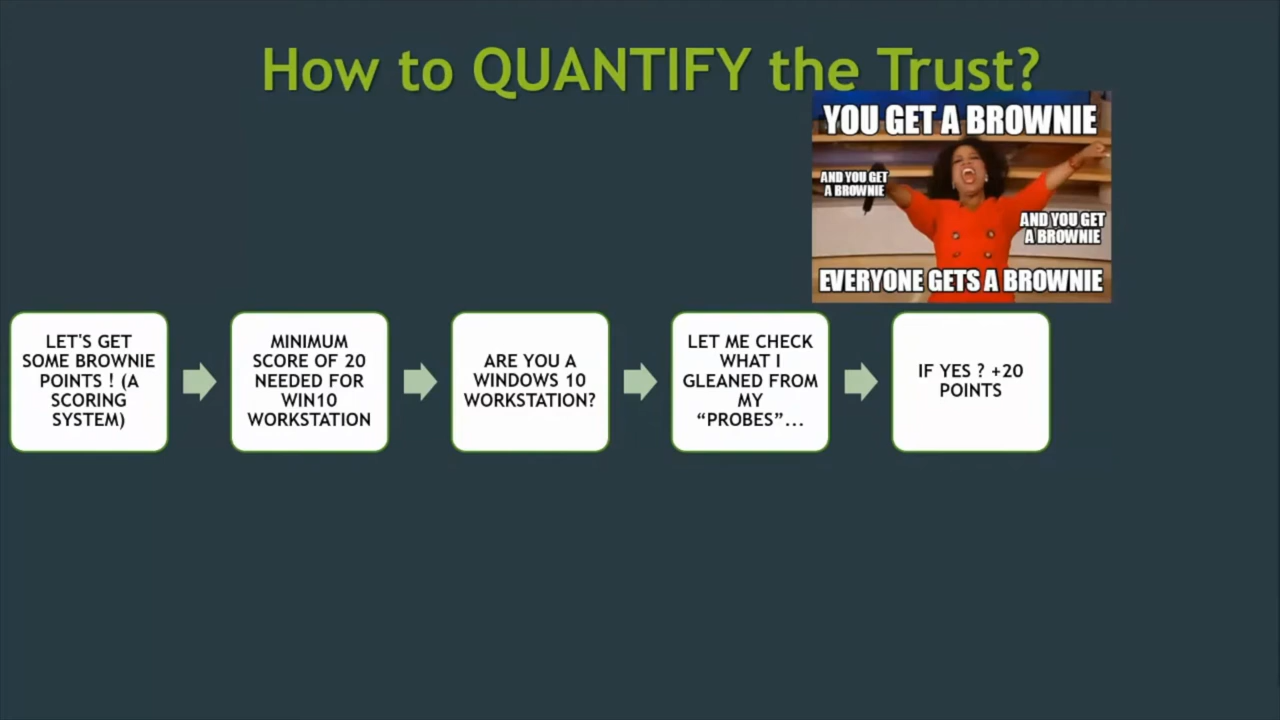 How to QUANTIFY the Trust?
YOU GET A BROWNIE
AND YOU GET
A BROWNIE
AND YOU GET
A BROWNIE
EVERYONE GETS A BROWNIE
LET'S GET
SOME BROWNIE
POINTS ! (A
SCORING
SYSTEM)
MINIMUM
SCORE OF 20
NEEDED FOR
WIN10
WORKSTATION
ARE YOU A
WINDOWS 10
WORKSTATION?
LET ME CHECK
WHAT I
GLEANED FROM
MY
“PROBES”...
IF YES ? +20
POINTS